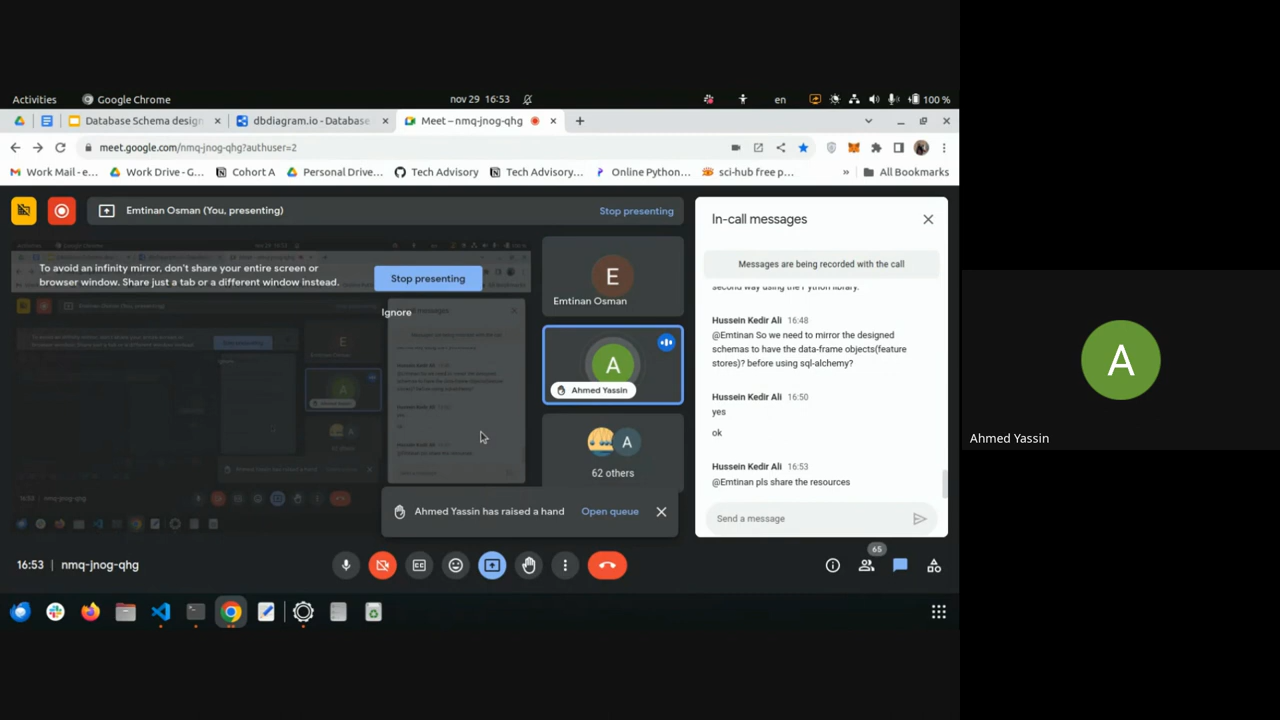 Activities
Google Chrome
nov 29 16:53
en
100 %
Database Schema design
dbdiagram.io - Database
Meet – nmq-jnog-qhg
meet.google.com/nmq-jnog-qhg?authuser=2
Work Mail - e...
Work Drive - G...
Cohort A
Personal Drive...
Tech Advisory
Tech Advisory...
Online Python...
sci-hub free p...
»
All Bookmarks
Emtinan Osman (You, presenting)
Stop presenting
To avoid an infinity mirror, don't share your entire screen or
browser window. Share just a tab or a different window instead.
Stop presenting
Ignore
E
Emtinan Osman
A
Ahmed Yassin
A
62 others
Ahmed Yassin has raised a hand
Open queue
In-call messages
Messages are being recorded with the call
second way using the Python library.
Hussein Kedir Ali 16:48
@Emtinan So we need to mirror the designed
schemas to have the data-frame objects(feature
stores)? before using sql-alchemy?
Hussein Kedir Ali 16:50
yes
ok
Hussein Kedir Ali 16:53
@Emtinan pls share the resources
Send a message
16:53
nmq-jnog-qhg
65
A
Ahmed Yassin